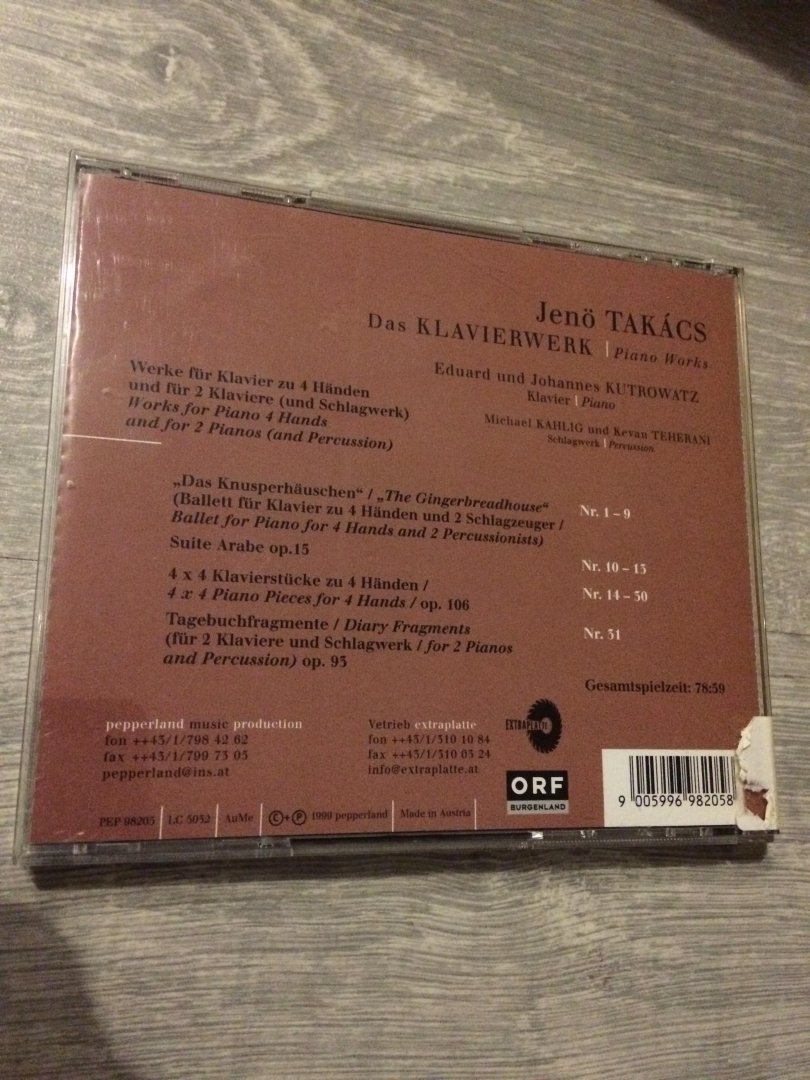 Jenö TAKÁCS
Das KLAVIERWERK | Piano Works
Eduard und Johannes KUTROWATZ
Klavier | Piano
Michael KAHLIG und Kevan TEHERANI
Schlagwerk | Percussion
Werke für Klavier zu 4 Händen
und für 2 Klaviere (und Schlagwerk)
Works for Piano 4 Hands
and for 2 Pianos (and Percussion)
„Das Knusperhäuschen“ / „The Gingerbreadhouse“
(Ballett für Klavier zu 4 Händen und 2 Schlagzeuger /
Ballet for Piano for 4 Hands and 2 Percussionists)
Nr. 1 – 9
Suite Arabe op.15
Nr. 10 – 13
4 x 4 Klavierstücke zu 4 Händen /
4 x 4 Piano Pieces for 4 Hands / op. 106
Nr. 14 – 30
Tagebuchfragmente / Diary Fragments
(für 2 Klaviere und Schlagwerk / for 2 Pianos
and Percussion) op. 93
Nr. 31
Gesamtspielzeit: 78:39
pepperland music production
fon ++43/1/798 42 62
fax ++43/1/799 73 03
pepperland@ins.at
Vetrieb extraplatte
fon ++43/1/310 10 84
fax ++43/1/310 03 24
info@extraplatte.at
EXTRAPLATTE
ORF
BURGENLAND
9 005996 982058
PEP 98205 | LC 5052 | AuMe | C+P 1999 pepperland | Made in Austria